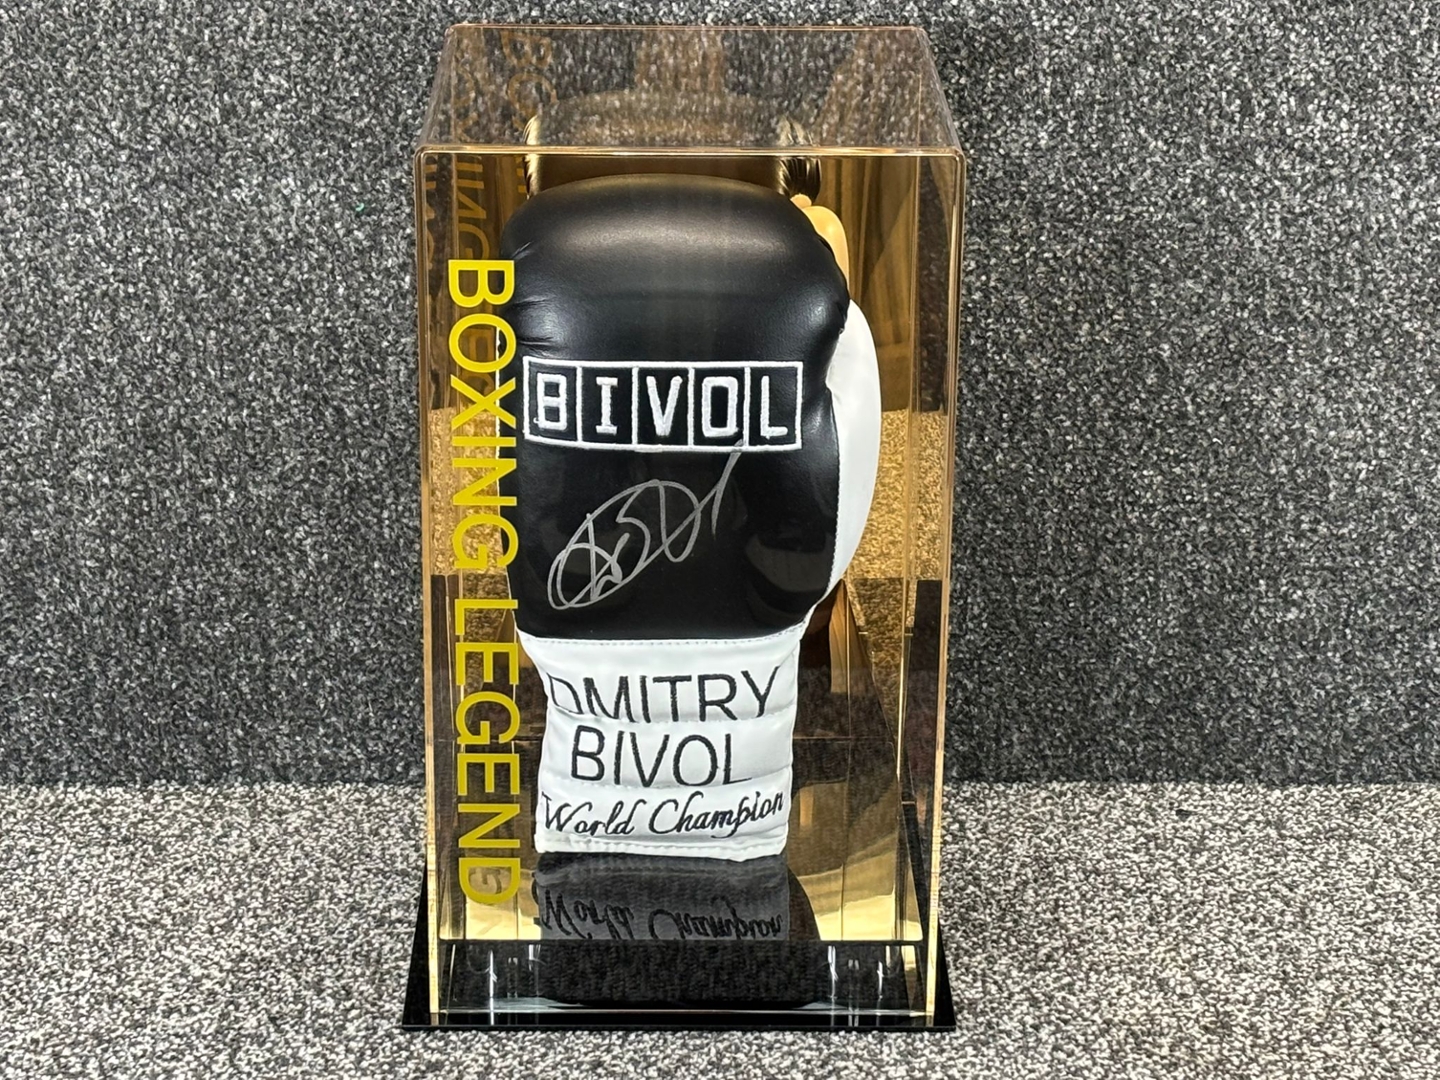 BOXING LEGEND
BIVOL
DMITRY
BIVOL
World Champion